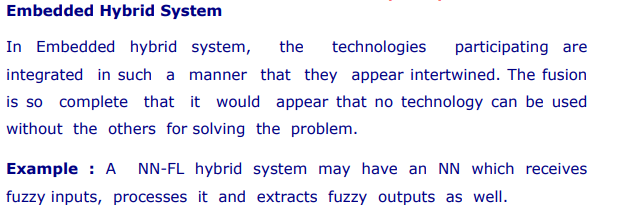 Embedded Hybrid System
In Embedded hybrid system, the technologies participating are
integrated in such a manner that they appear intertwined. The fusion
is so complete that it would appear that no technology can be used
without the others for solving the problem.
Example : A NN-FL hybrid system may have an NN which receives
fuzzy inputs, processes it and extracts fuzzy outputs as well.